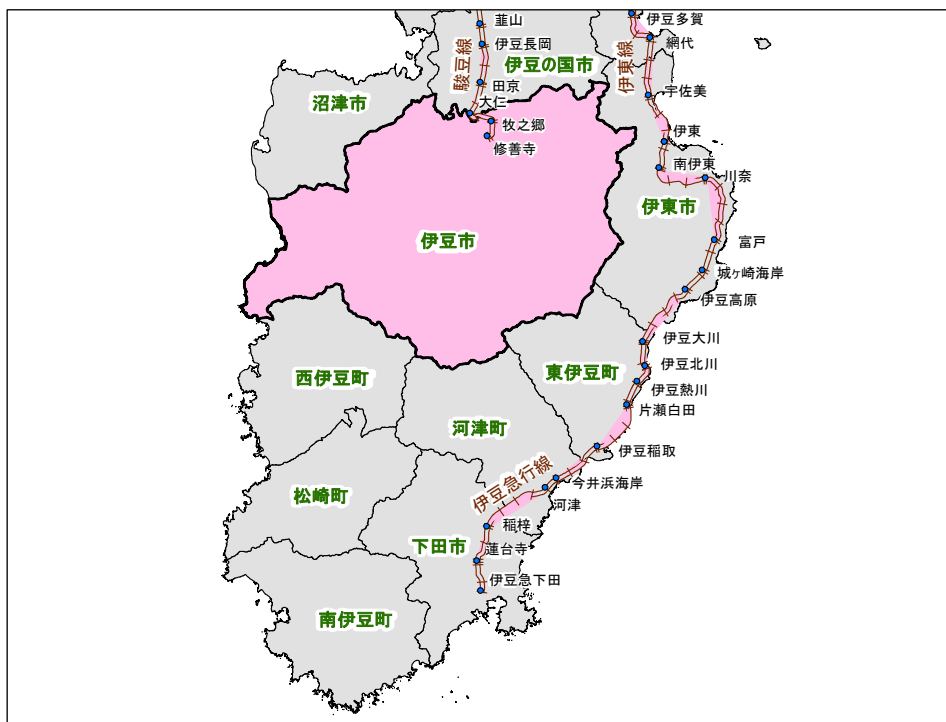 韮山
伊豆多賀
伊豆長岡
網代
駿豆線
伊豆の国市
伊東線
田京
沼津市
大仁
宇佐美
牧之郷
伊東
修善寺
南伊東
川奈
伊東市
伊豆市
富戸
城ヶ崎海岸
伊豆高原
伊豆大川
伊豆北川
西伊豆町
東伊豆町
伊豆熱川
片瀬白田
河津町
伊豆稲取
伊豆急行線
今井浜海岸
松崎町
河津
稲梓
下田市
蓮台寺
伊豆急下田
南伊豆町